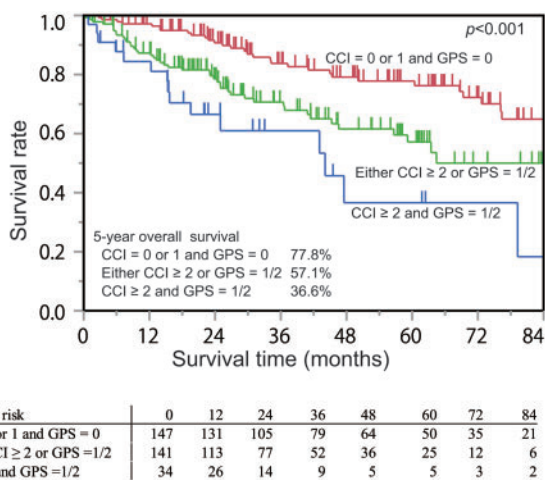 1.0
0.8
0.6
0.4
0.2
0.0
Survival rate
p<0.001
CCI = 0 or 1 and GPS = 0
Either CCI ≥ 2 or GPS = 1/2
CCI ≥ 2 and GPS = 1/2
5-year overall survival
CCI = 0 or 1 and GPS = 0 77.8%
Either CCI ≥ 2 or GPS = 1/2 57.1%
CCI ≥ 2 and GPS = 1/2 36.6%
0 12 24 36 48 60 72 84
Survival time (months)
risk 0 12 24 36 48 60 72 84
or 1 and GPS = 0 147 131 105 79 64 50 35 21
CI ≥ 2 or GPS =1/2 141 113 77 52 36 25 12 6
and GPS =1/2 34 26 14 9 5 5 3 2